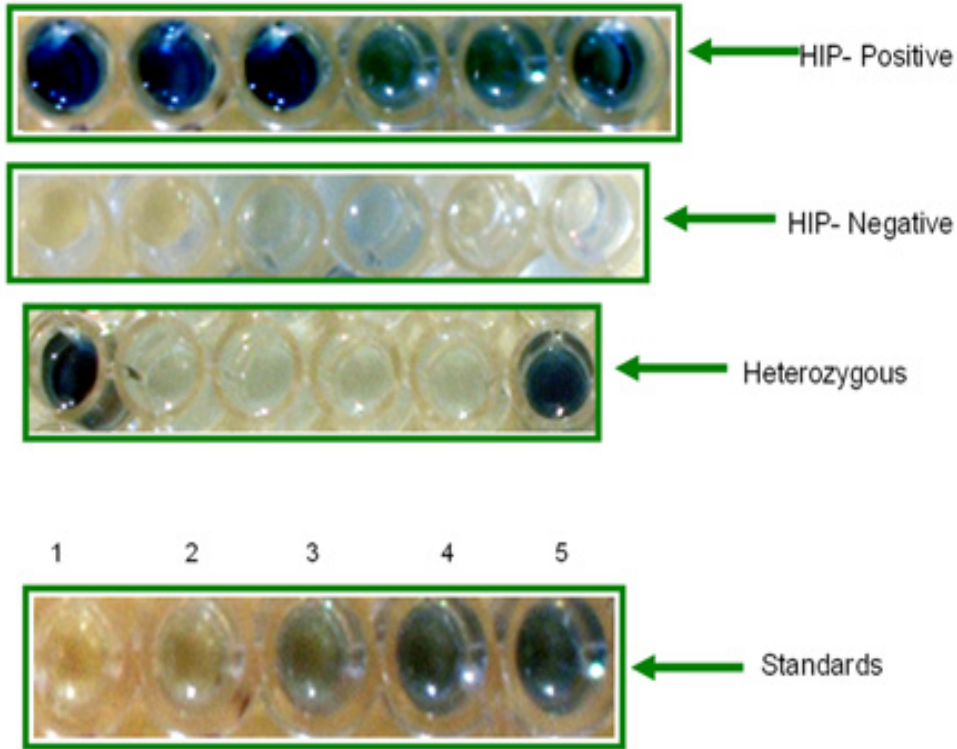 HIP- Positive
HIP- Negative
Heterozygous
1 2 3 4 5
Standards